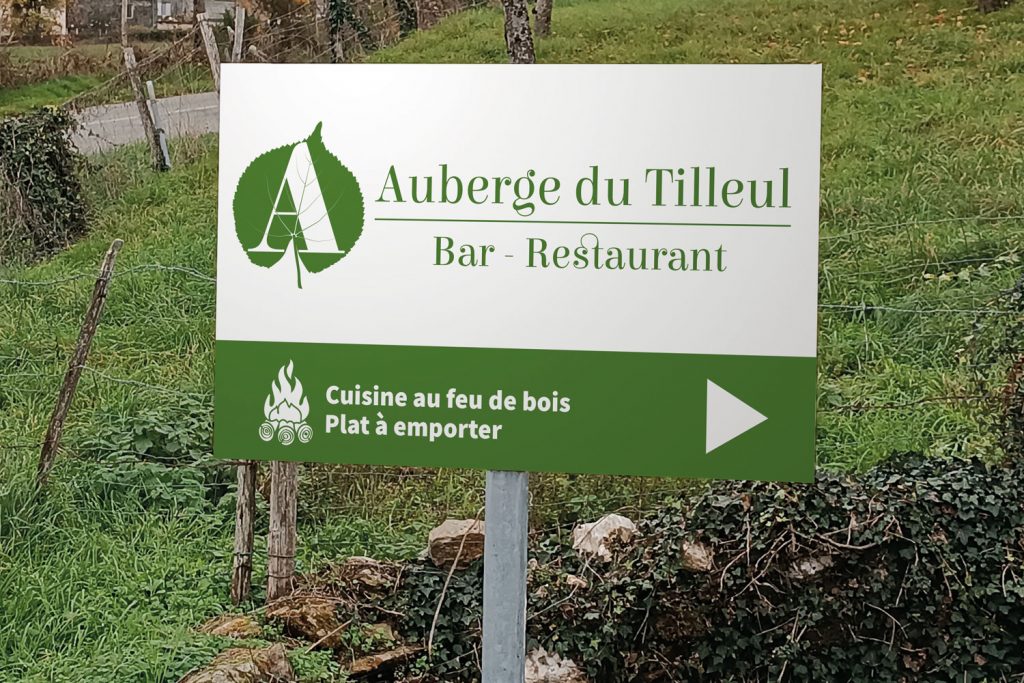 A
Auberge du Tilleul
Bar - Restaurant
Cuisine au feu de bois
Plat à emporter